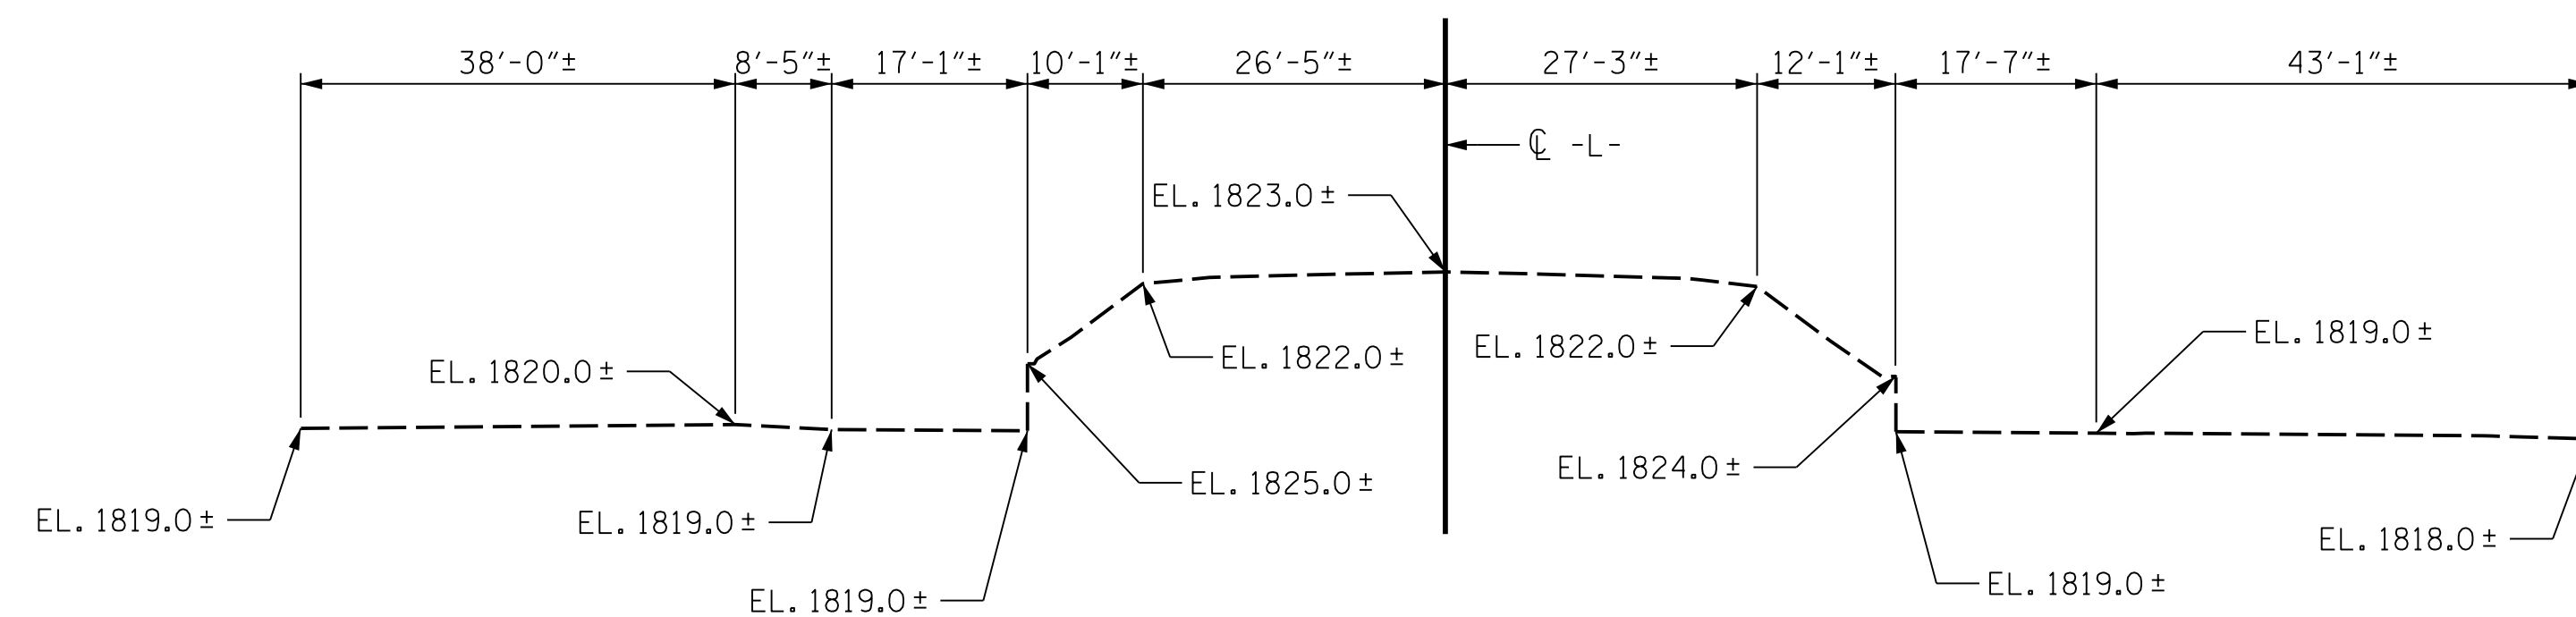 38'-0"± 8'-5"± 17'-1"± 10'-1"± 26'-5"± 27'-3"± 12'-1"± 17'-7"± 43'-1"±
℄ -L-
EL. 1823.0±
EL. 1819.0±
EL. 1822.0±
EL. 1822.0±
EL. 1820.0±
EL. 1824.0±
EL. 1825.0±
EL. 1819.0±
EL. 1819.0±
EL. 1818.0±
EL. 1819.0±
EL. 1819.0±